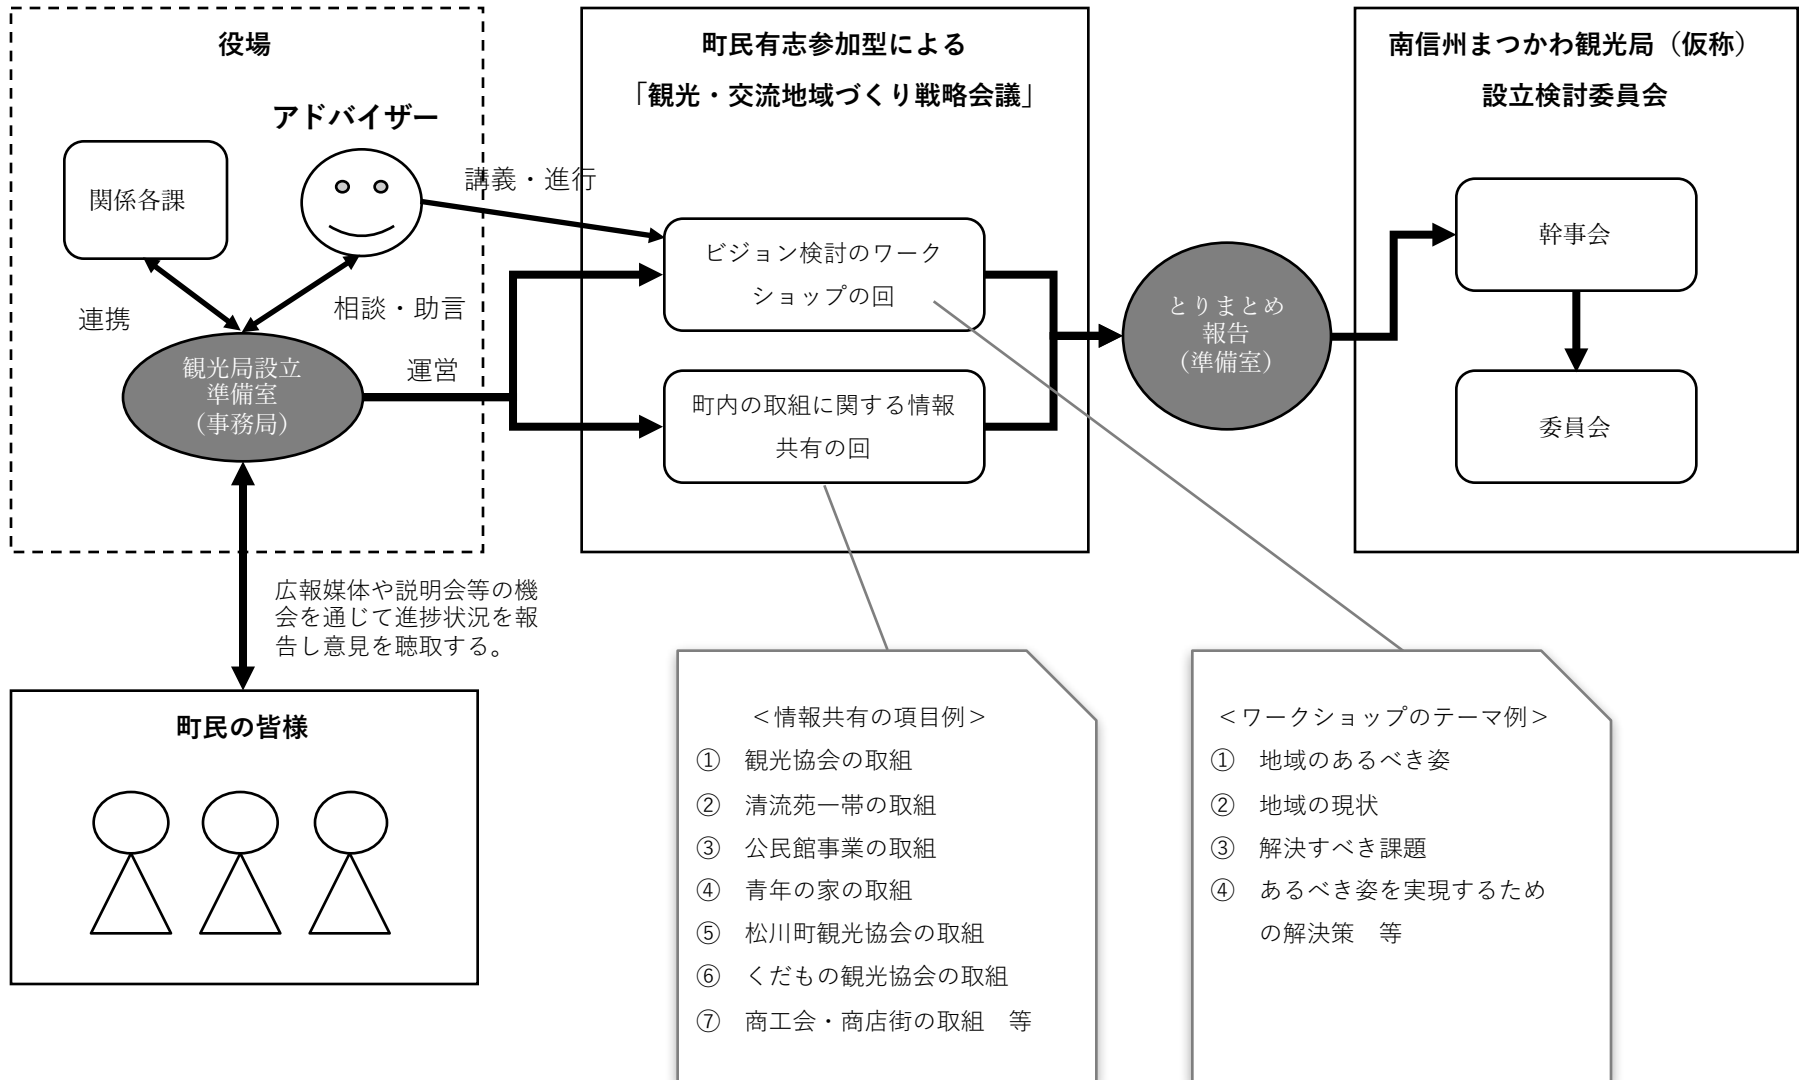 役場
アドバイザー
関係各課
連携
相談・助言
観光局設立
準備室
（事務局）
運営
講義・進行
町民有志参加型による
「観光・交流地域づくり戦略会議」
ビジョン検討のワーク
ショップの回
町内の取組に関する情報
共有の回
とりまとめ
報告
（準備室）
南信州まつかわ観光局（仮称）
設立検討委員会
幹事会
委員会
広報媒体や説明会等の機
会を通じて進捗状況を報
告し意見を聴取する。
町民の皆様
＜情報共有の項目例＞
① 観光協会の取組
② 清流苑一帯の取組
③ 公民館事業の取組
④ 青年の家の取組
⑤ 松川町観光協会の取組
⑥ くだもの観光協会の取組
⑦ 商工会・商店街の取組　等
＜ワークショップのテーマ例＞
① 地域のあるべき姿
② 地域の現状
③ 解決すべき課題
④ あるべき姿を実現するため
の解決策　等